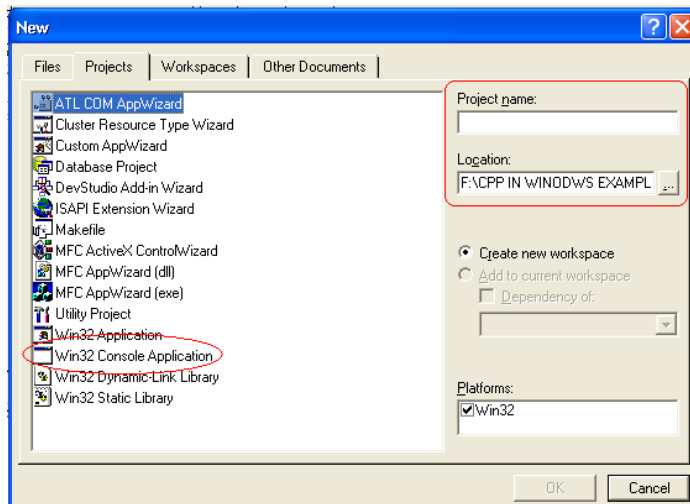 New
Files
Projects
Workspaces
Other Documents
ATL COM AppWizard
Cluster Resource Type Wizard
Custom AppWizard
Database Project
DevStudio Add-in Wizard
ISAPI Extension Wizard
Makefile
MFC ActiveX ControlWizard
MFC AppWizard (dll)
MFC AppWizard (exe)
Utility Project
Win32 Application
Win32 Console Application
Win32 Dynamic-Link Library
Win32 Static Library
Project name:
Location:
F:\CPP IN WINODWS EXAMPL
...
Create new workspace
Add to current workspace
Dependency of:
Platforms:
Win32
OK
Cancel